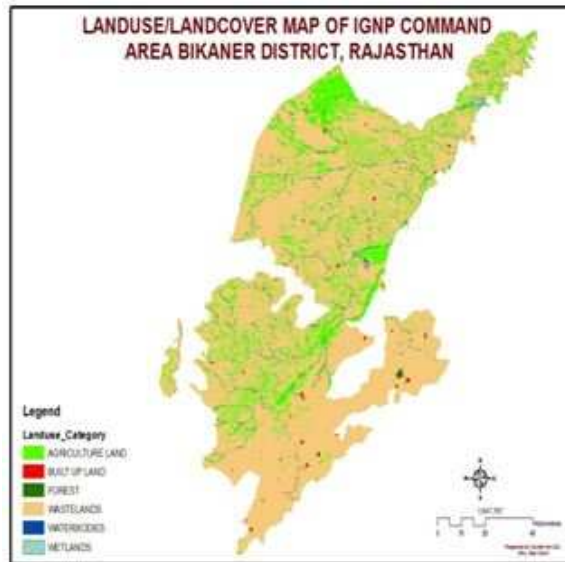 LANDUSE/LANDCOVER MAP OF IGNP COMMAND
AREA BIKANER DISTRICT, RAJASTHAN
Legend
Landuse_Category
AGRICULTURE LAND
BUILT UP LAND
FOREST
WASTELANDS
WATERBODIES
WETLANDS